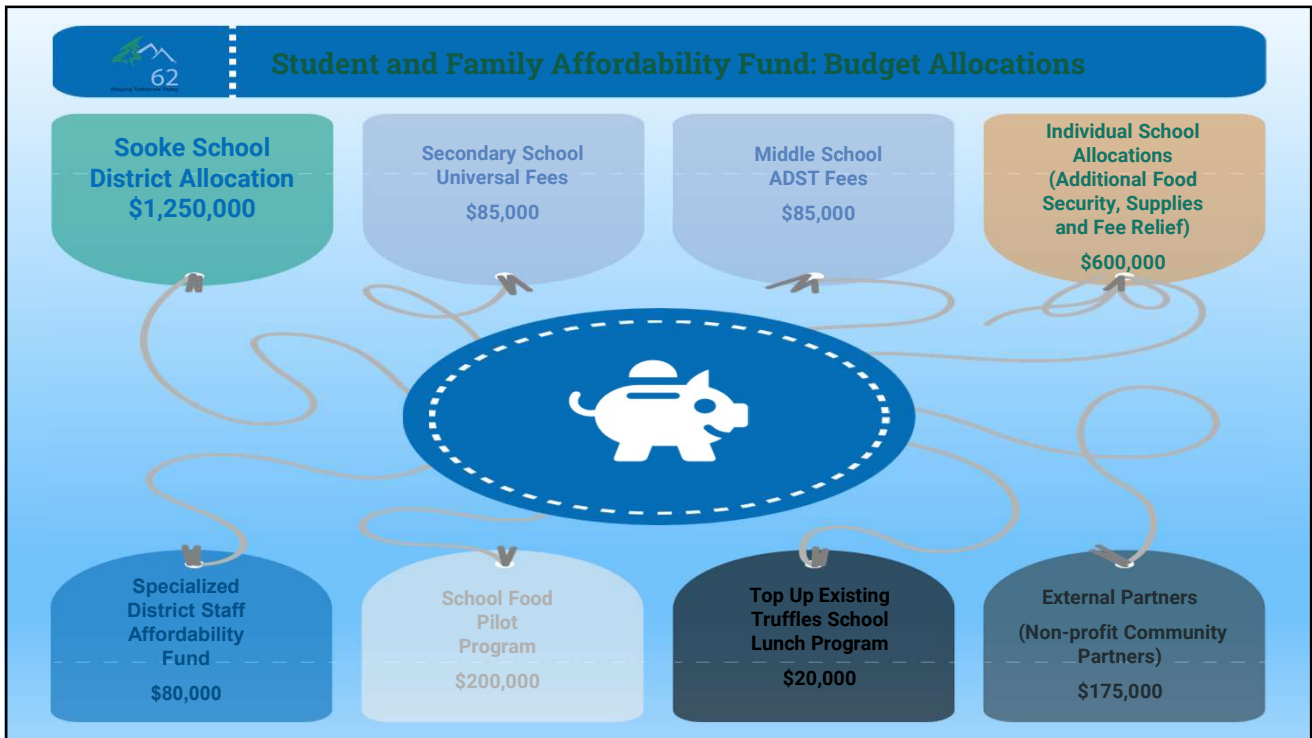 62
Student and Family Affordability Fund: Budget Allocations
Sooke School
District Allocation
$1,250,000
Secondary School
Universal Fees
$85,000
Middle School
ADST Fees
$85,000
Individual School
Allocations
(Additional Food
Security, Supplies
and Fee Relief)
$600,000
Specialized
District Staff
Affordability
Fund
$80,000
School Food
Pilot
Program
$200,000
Top Up Existing
Truffles School
Lunch Program
$20,000
External Partners
(Non-profit Community
Partners)
$175,000